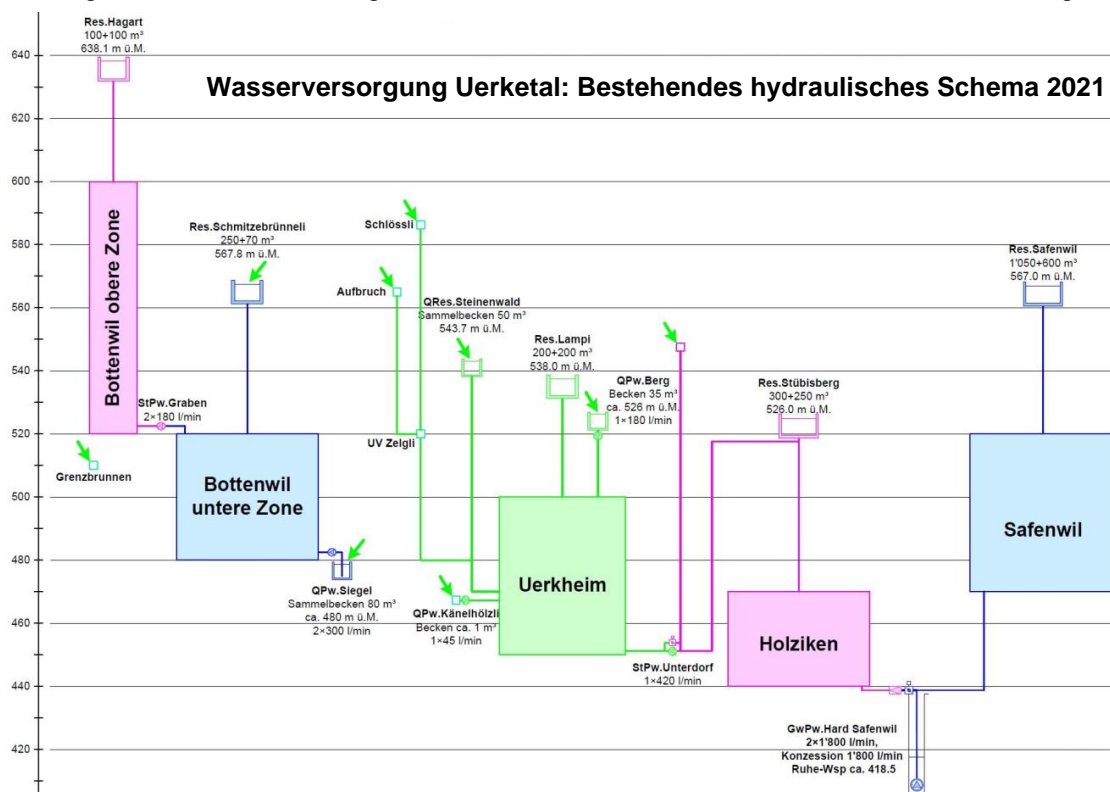 Res.Hagart
100+100 m³
638.1 m ü.M.
Wasserversorgung Uerketal: Bestehendes hydraulisches Schema 2021
640
620
600
580
560
540
520
500
480
460
440
420
Bottenwil obere Zone
Res.Schmitzebrünneli
250+70 m³
567.8 m ü.M.
Schlössli
Aufbruch
QRes.Steinenwald
Sammelbecken 50 m³
543.7 m ü.M.
Res.Safenwil
1'050+600 m³
567.0 m ü.M.
Res.Lampi
200+200 m³
538.0 m ü.M.
QPw.Berg
Becken 35 m³
ca. 526 m ü.M.
1×180 l/min
Res.Stübisberg
300+250 m³
526.0 m ü.M.
StPw.Graben
2×180 l/min
UV Zelgli
Grenzbrunnen
Bottenwil
untere Zone
Safenwil
QPw.Siegel
Sammelbecken 80 m³
ca. 480 m ü.M.
2×300 l/min
QPw.Känelhölzli
Becken ca. 1 m³
1×45 l/min
Uerkheim
StPw.Unterdorf
1×420 l/min
Holziken
GwPw.Hard Safenwil
2×1'800 l/min,
Konzession 1'800 l/min
Ruhe-Wsp ca. 418.5